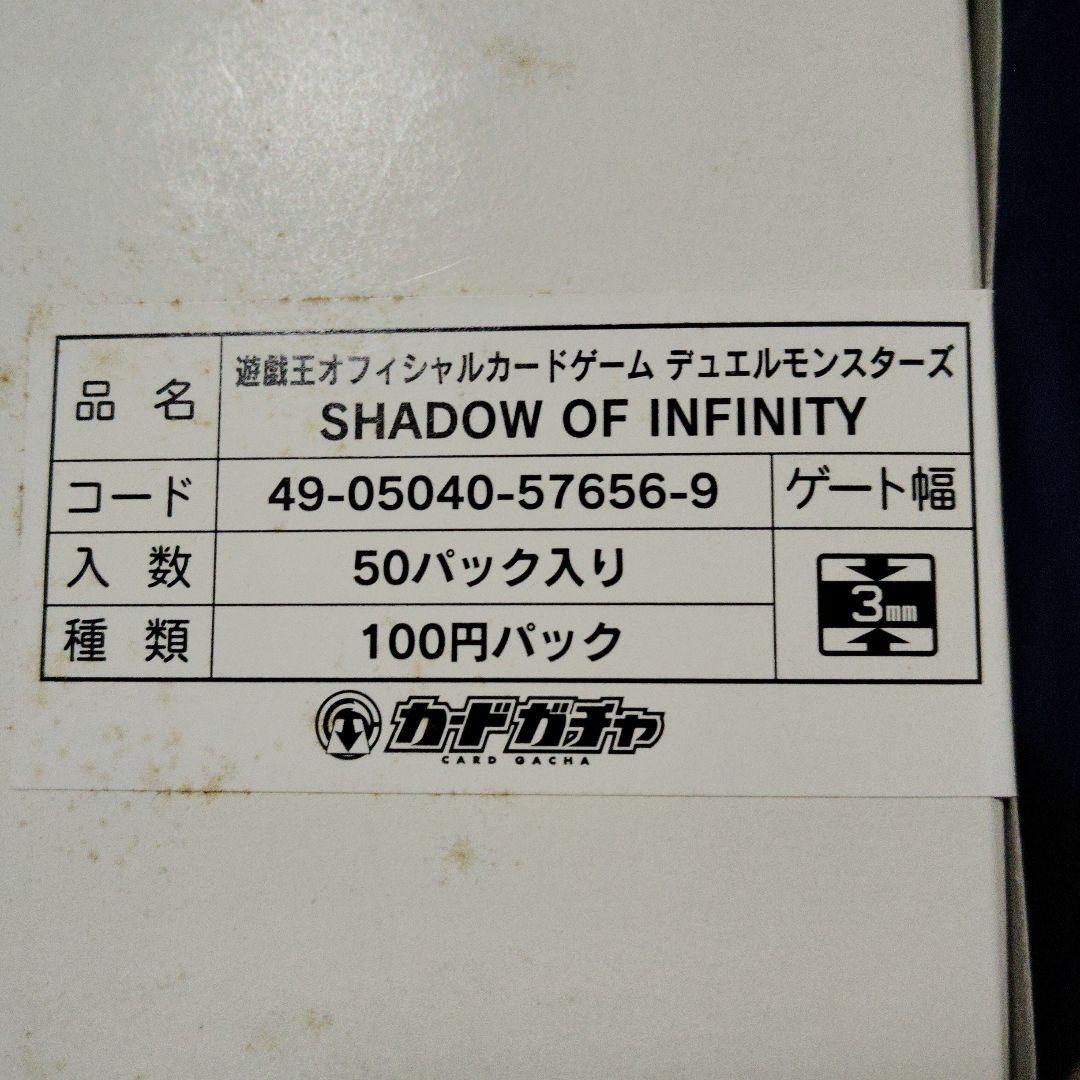 品名
遊戯王オフィシャルカードゲーム デュエルモンスターズ
SHADOW OF INFINITY
コード
49-05040-57656-9
ゲート幅
入数
50パック入り
3mm
種類
100円パック
カードガチャ
CARD GACHA